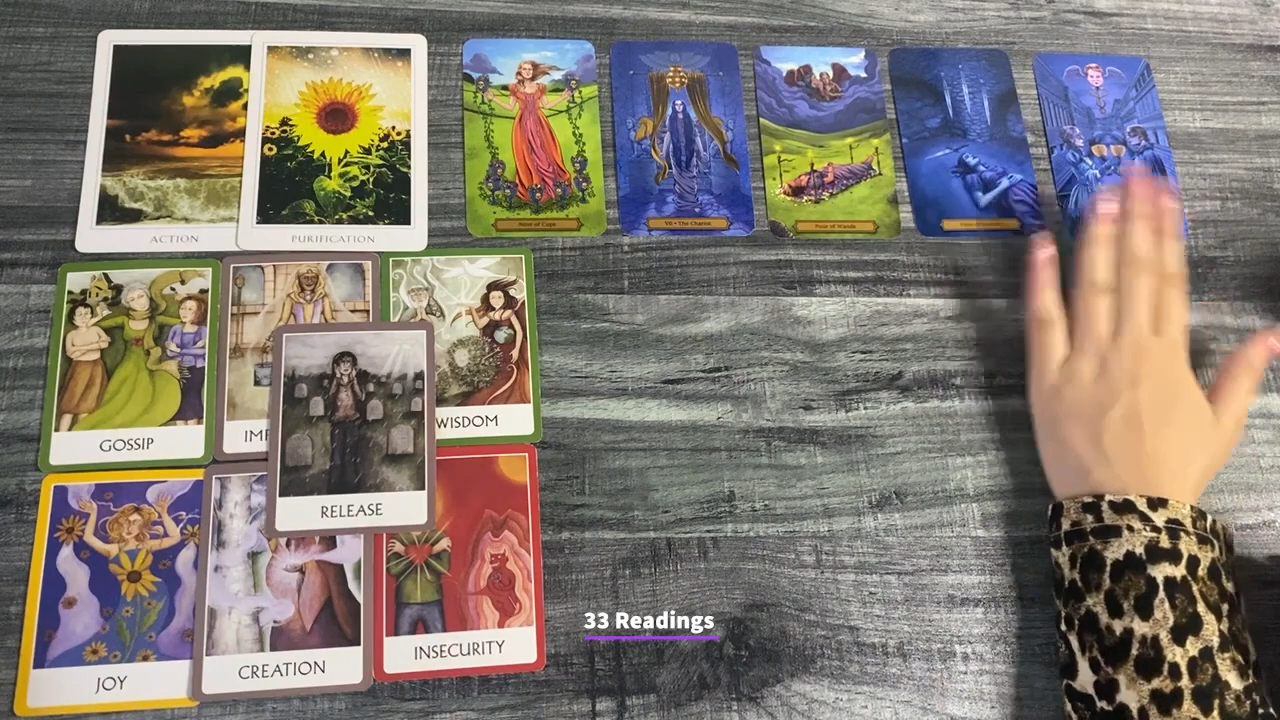 ACTION
PURIFICATION
Nine of Cups
VII • The Chariot
Four of Wands
GOSSIP
IMP
WISDOM
RELEASE
JOY
CREATION
INSECURITY
33 Readings